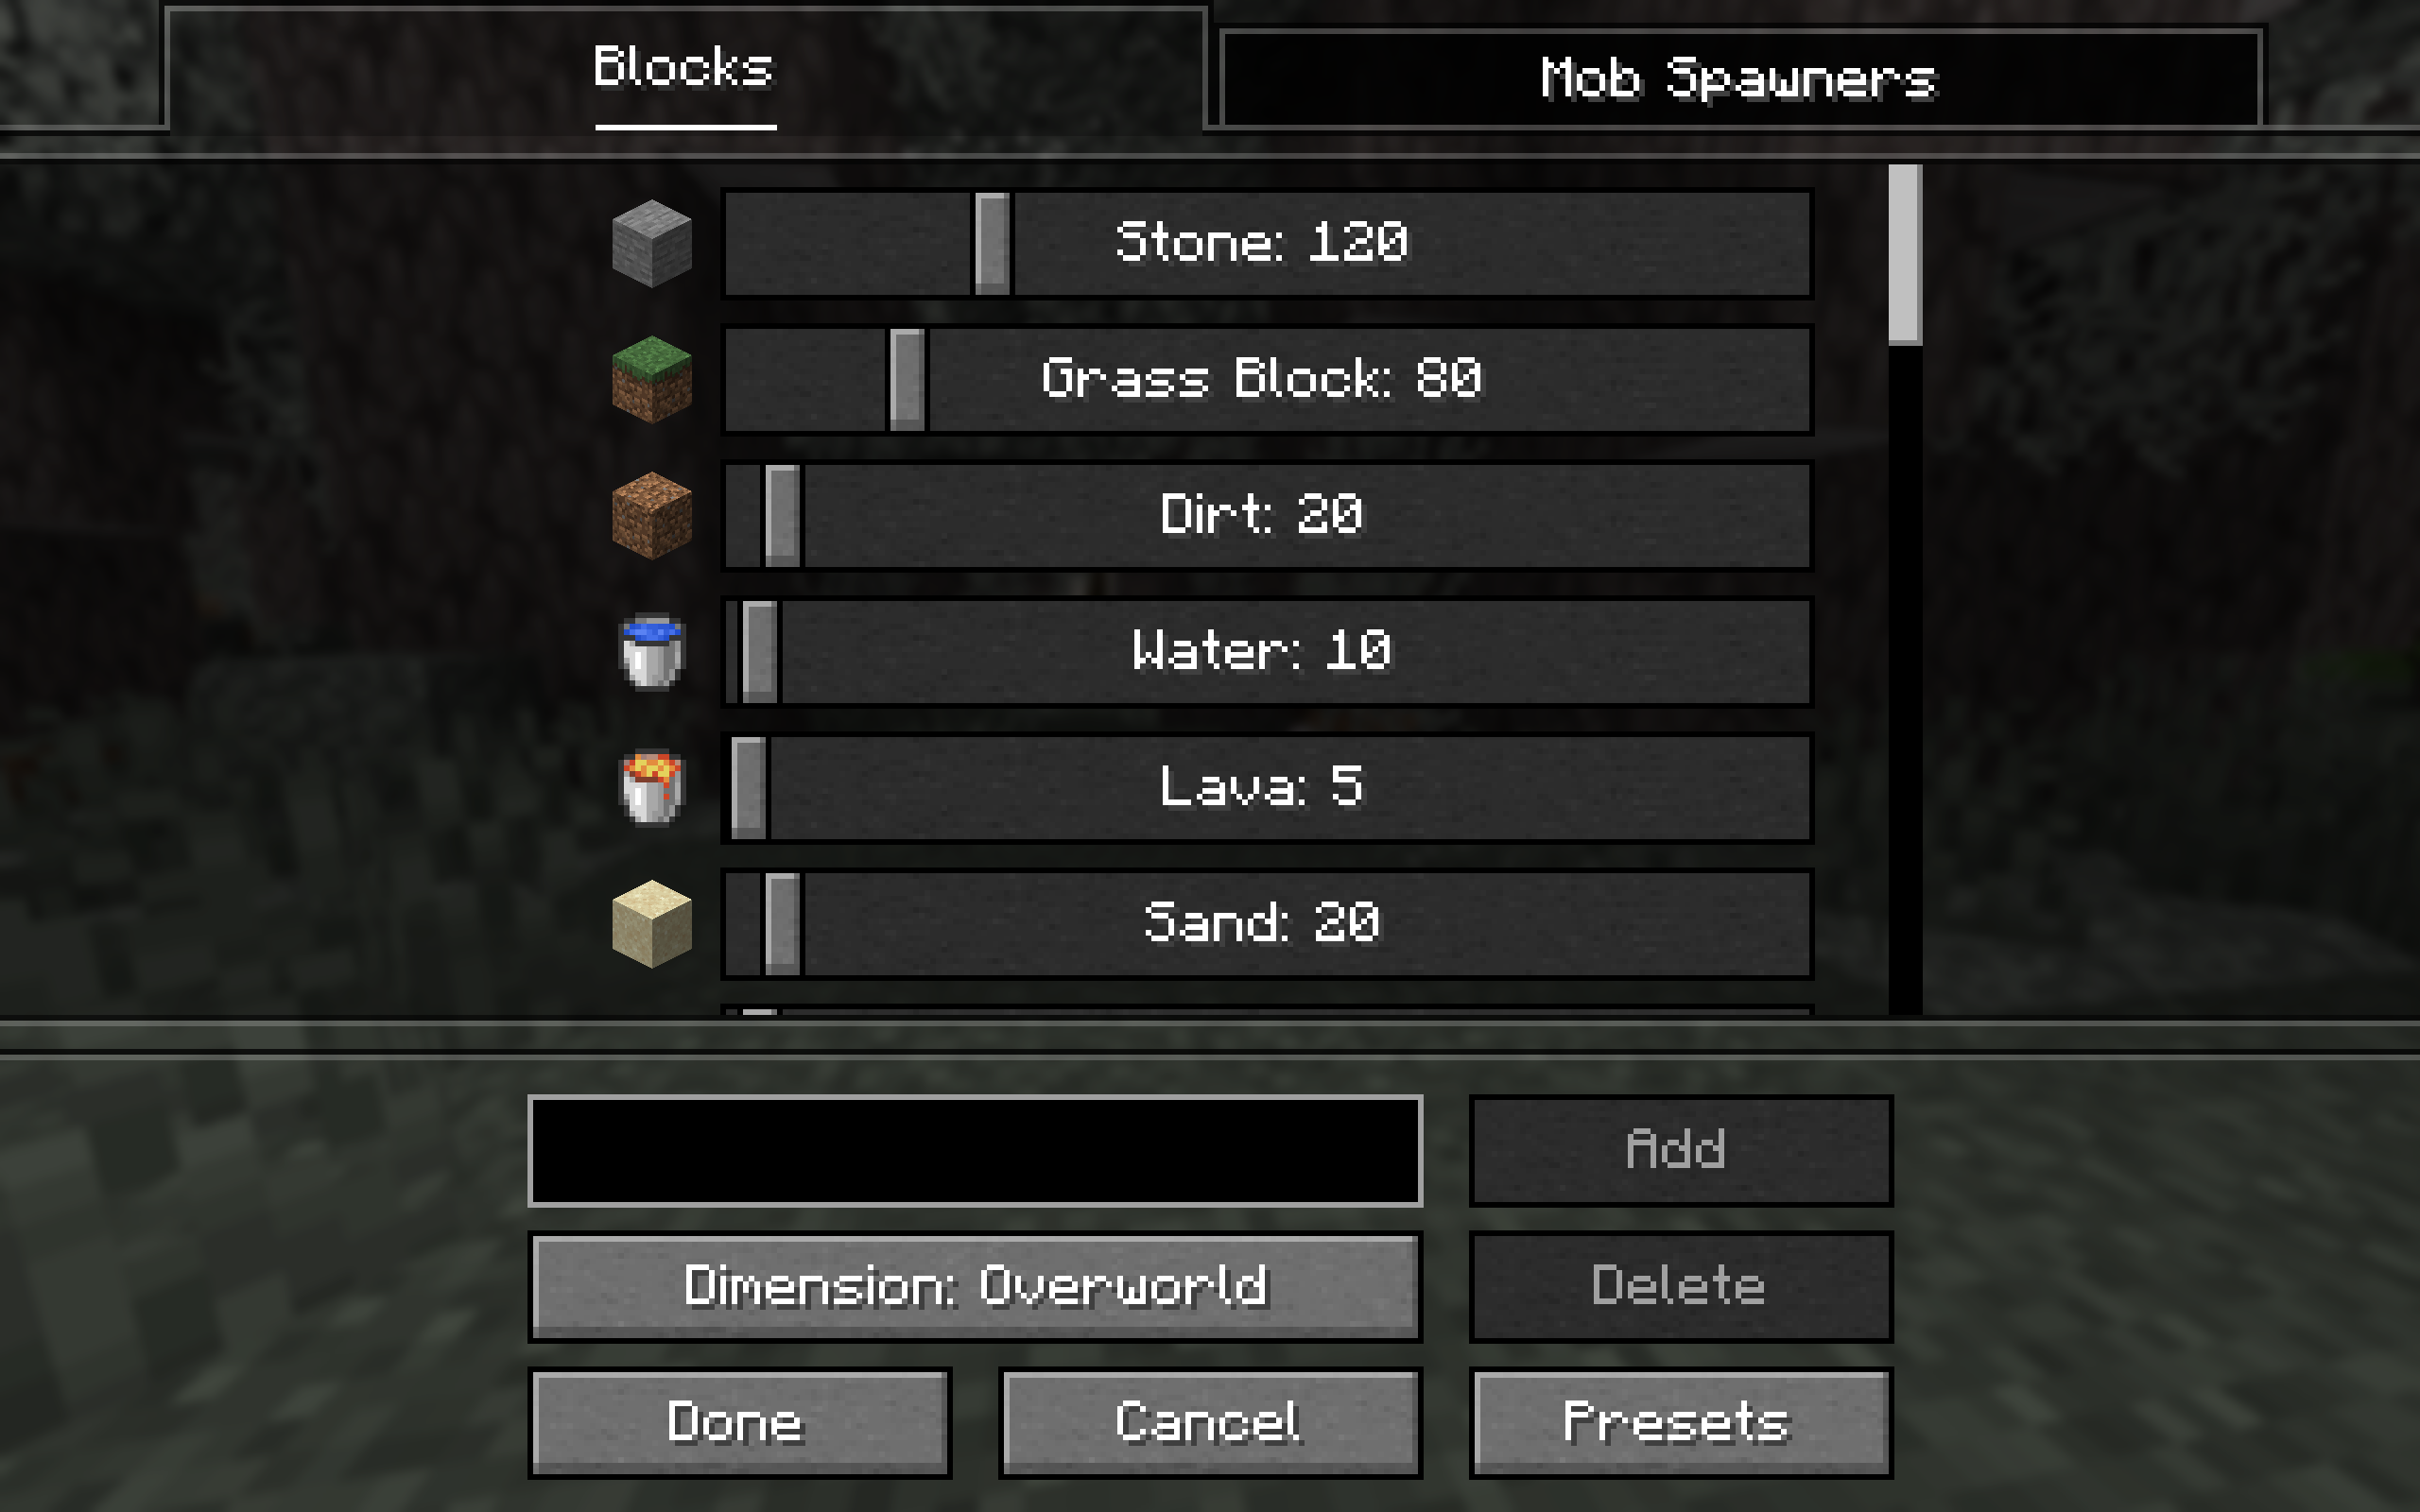 Blocks
Mob Spawners
Stone: 120
Grass Block: 80
Dirt: 20
Water: 10
Lava: 5
Sand: 20
Add
Dimension: Overworld
Delete
Done
Cancel
Presets